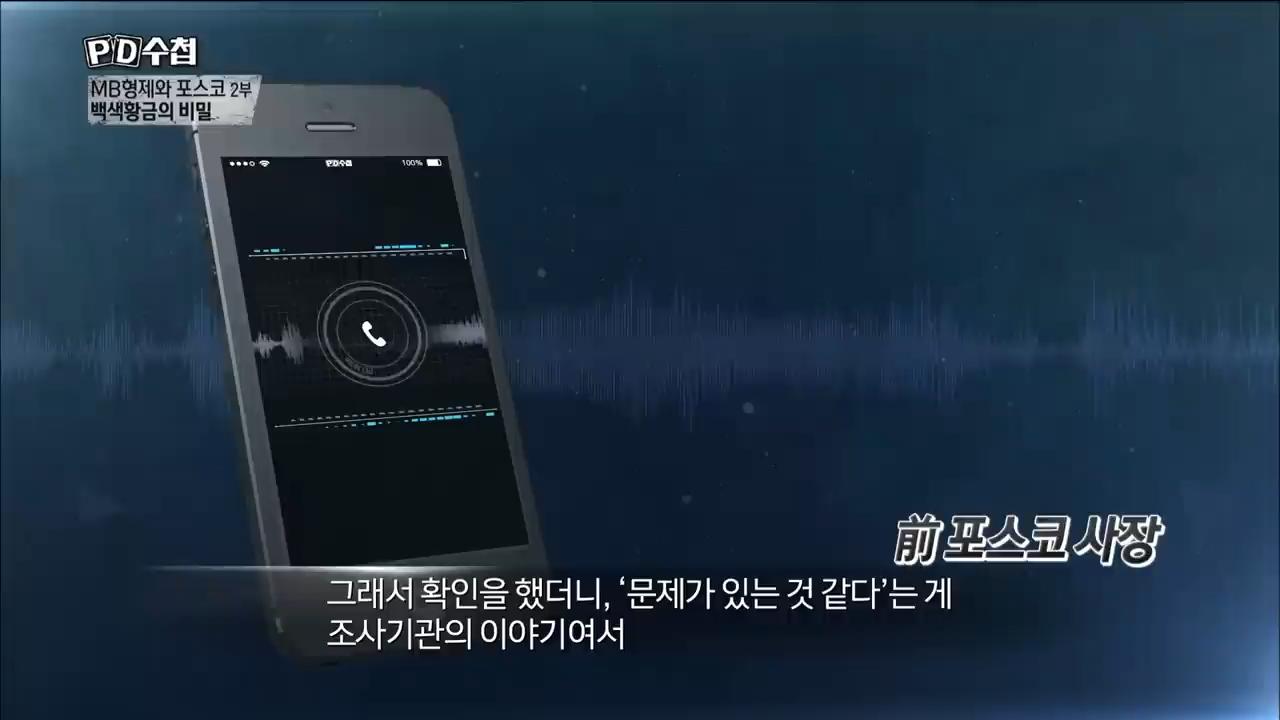 PD수첩
MB형제와 포스코 2부
백색황금의 비밀
PD수첩
100%
前 포스코 사장
그래서 확인을 했더니, ‘문제가 있는 것 같다’는 게
조사기관의 이야기여서